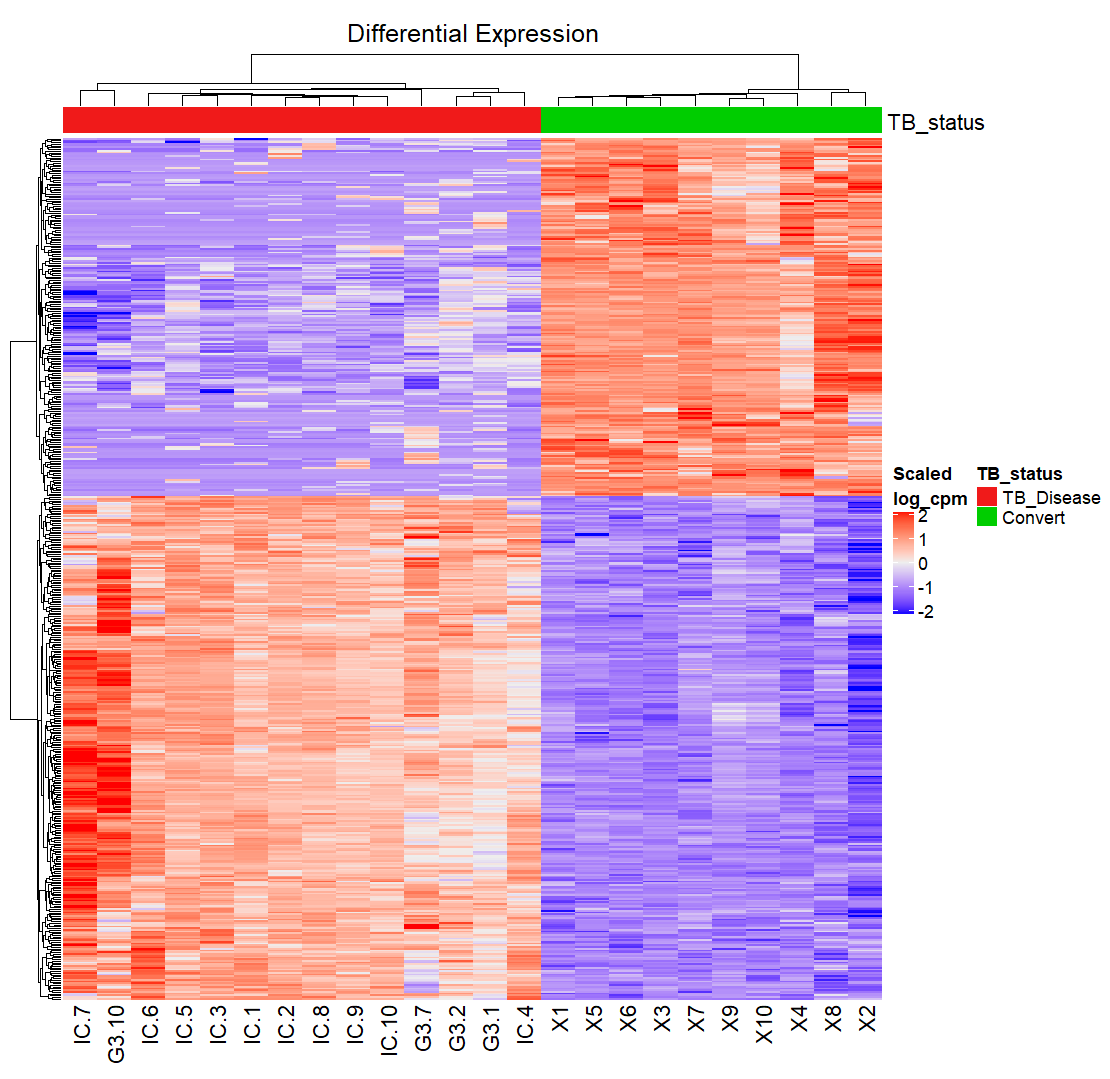 Differential Expression
TB_status
Scaled
log_cpm
2
1
0
-1
-2
TB_status
TB_Disease
Convert
IC.7
G3.10
IC.6
IC.5
IC.3
IC.1
IC.2
IC.8
IC.9
IC.10
G3.7
G3.2
G3.1
IC.4
X1
X5
X6
X3
X7
X9
X10
X4
X8
X2